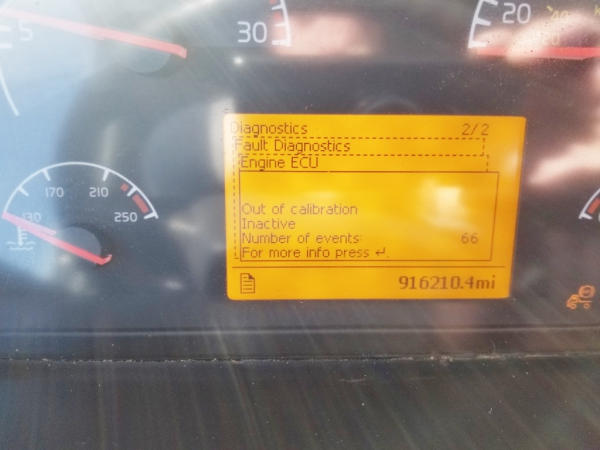 5
30
20
40
Diagnostics 2/2
Fault Diagnostics
Engine ECU
Out of calibration
Inactive
Number of events: 66
For more info press ↵.
916210.4mi
130 170 210 250